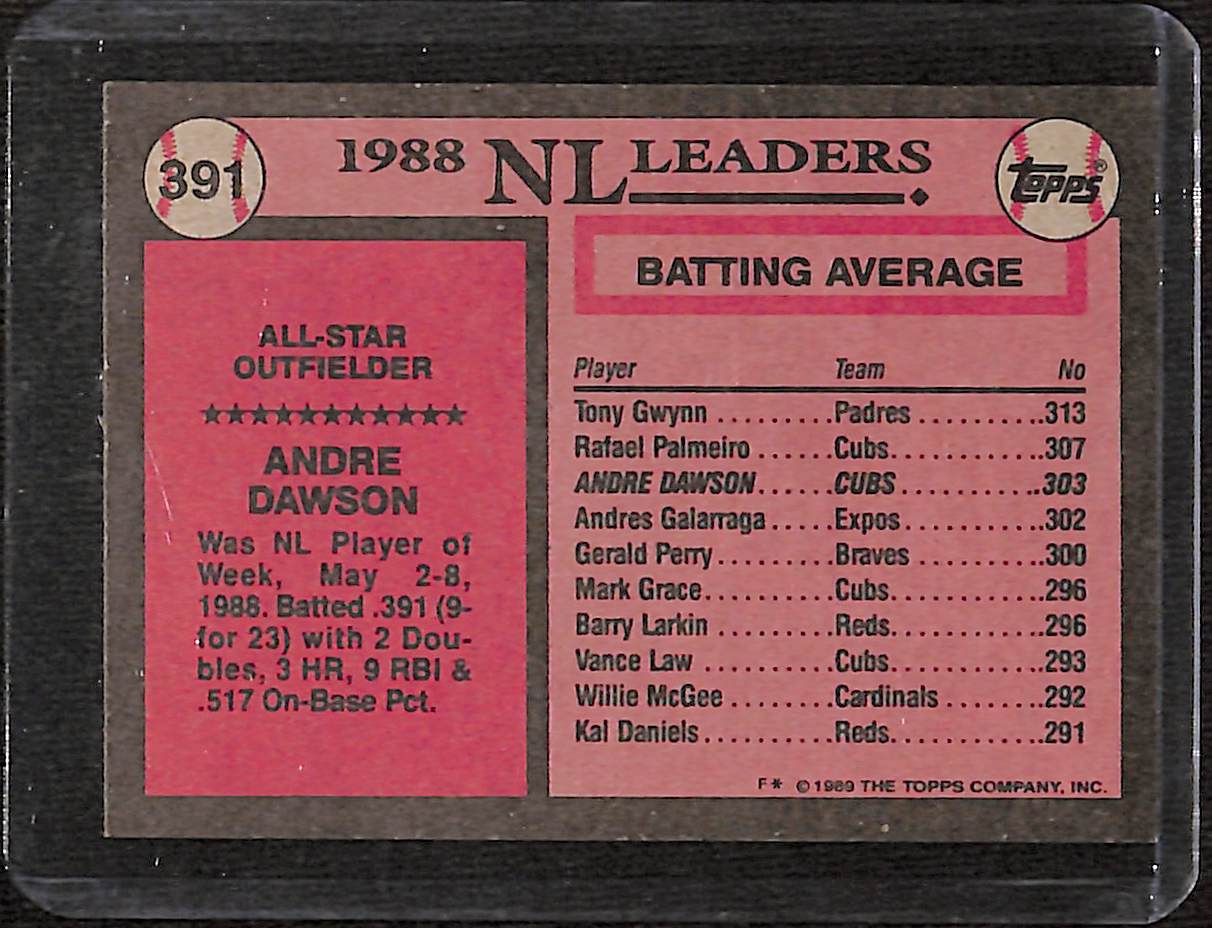 391
1988 NL LEADERS.
TOPPS®
ALL-STAR
OUTFIELDER
★★★★★★★★★★★
ANDRE
DAWSON
Was NL Player of
Week, May 2-8,
1988. Batted .391 (9-
for 23) with 2 Dou-
bles, 3 HR, 9 RBI &
.517 On-Base Pct.
BATTING AVERAGE
Player Team No
Tony Gwynn ........Padres ...........313
Rafael Palmeiro ......Cubs.............307
ANDRE DAWSON......CUBS............303
Andres Galarraga .....Expos............302
Gerald Perry..........Braves ...........300
Mark Grace...........Cubs.............296
Barry Larkin .........Reds.............296
Vance Law ..........Cubs.............293
Willie McGee ........Cardinals ........292
Kal Daniels...........Reds.............291
F* ©1989 THE TOPPS COMPANY, INC.